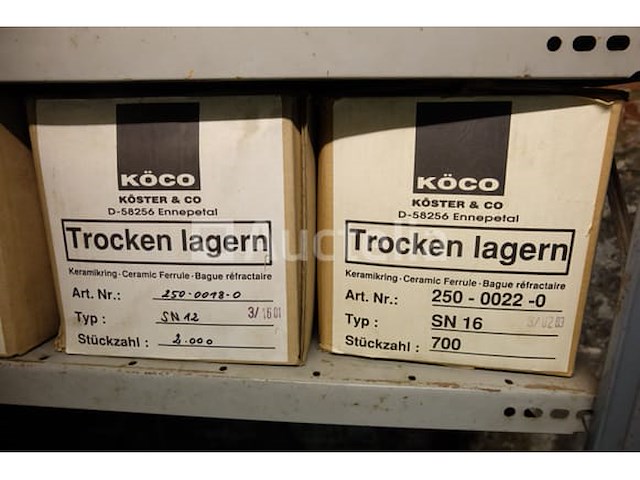 KÖCO
KÖSTER & CO
D-58256 Ennepetal
Trocken lagern
Keramikring · Ceramic Ferrule · Bague réfractaire
Art. Nr.: 250-0018-0
Typ: SN 12 3/
Stückzahl: 2.000
KÖCO
KÖSTER & CO
D-58256 Ennepetal
Trocken lagern
Keramikring · Ceramic Ferrule · Bague réfractaire
Art. Nr.: 250 - 0022 - 0
Typ: SN 16
Stückzahl: 700